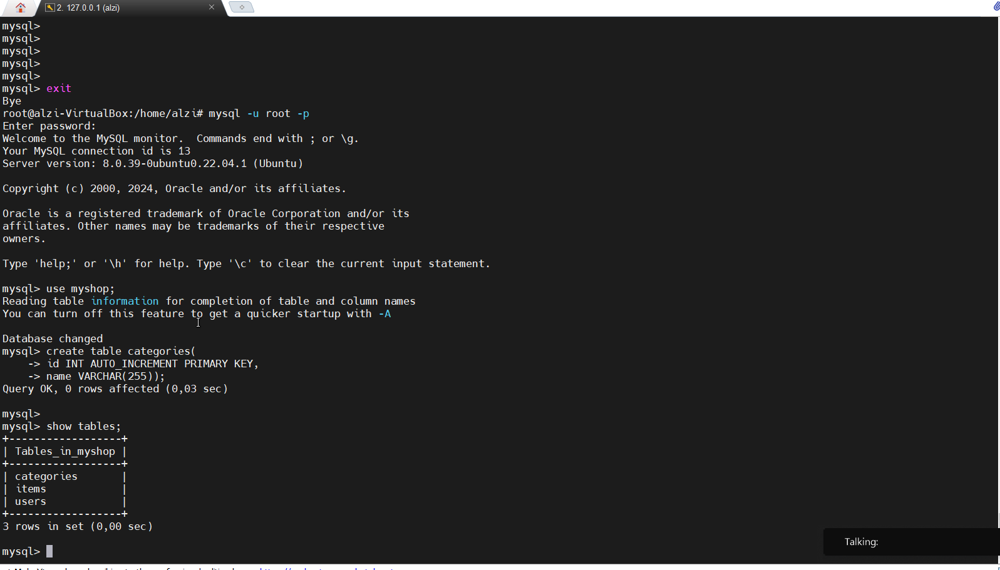 2. 127.0.0.1 (alzi)
mysql>
mysql>
mysql>
mysql>
mysql>
mysql> exit
Bye
root@alzi-VirtualBox:/home/alzi# mysql -u root -p
Enter password:
Welcome to the MySQL monitor.  Commands end with ; or \g.
Your MySQL connection id is 13
Server version: 8.0.39-0ubuntu0.22.04.1 (Ubuntu)
Copyright (c) 2000, 2024, Oracle and/or its affiliates.
Oracle is a registered trademark of Oracle Corporation and/or its
affiliates. Other names may be trademarks of their respective
owners.
Type 'help;' or '\h' for help. Type '\c' to clear the current input statement.
mysql> use myshop;
Reading table information for completion of table and column names
You can turn off this feature to get a quicker startup with -A
Database changed
mysql> create table categories(
    -> id INT AUTO_INCREMENT PRIMARY KEY,
    -> name VARCHAR(255));
Query OK, 0 rows affected (0,03 sec)
mysql>
mysql> show tables;
+------------------+
| Tables_in_myshop |
+------------------+
| categories       |
| items            |
| users            |
+------------------+
3 rows in set (0,00 sec)
Talking:
mysql>